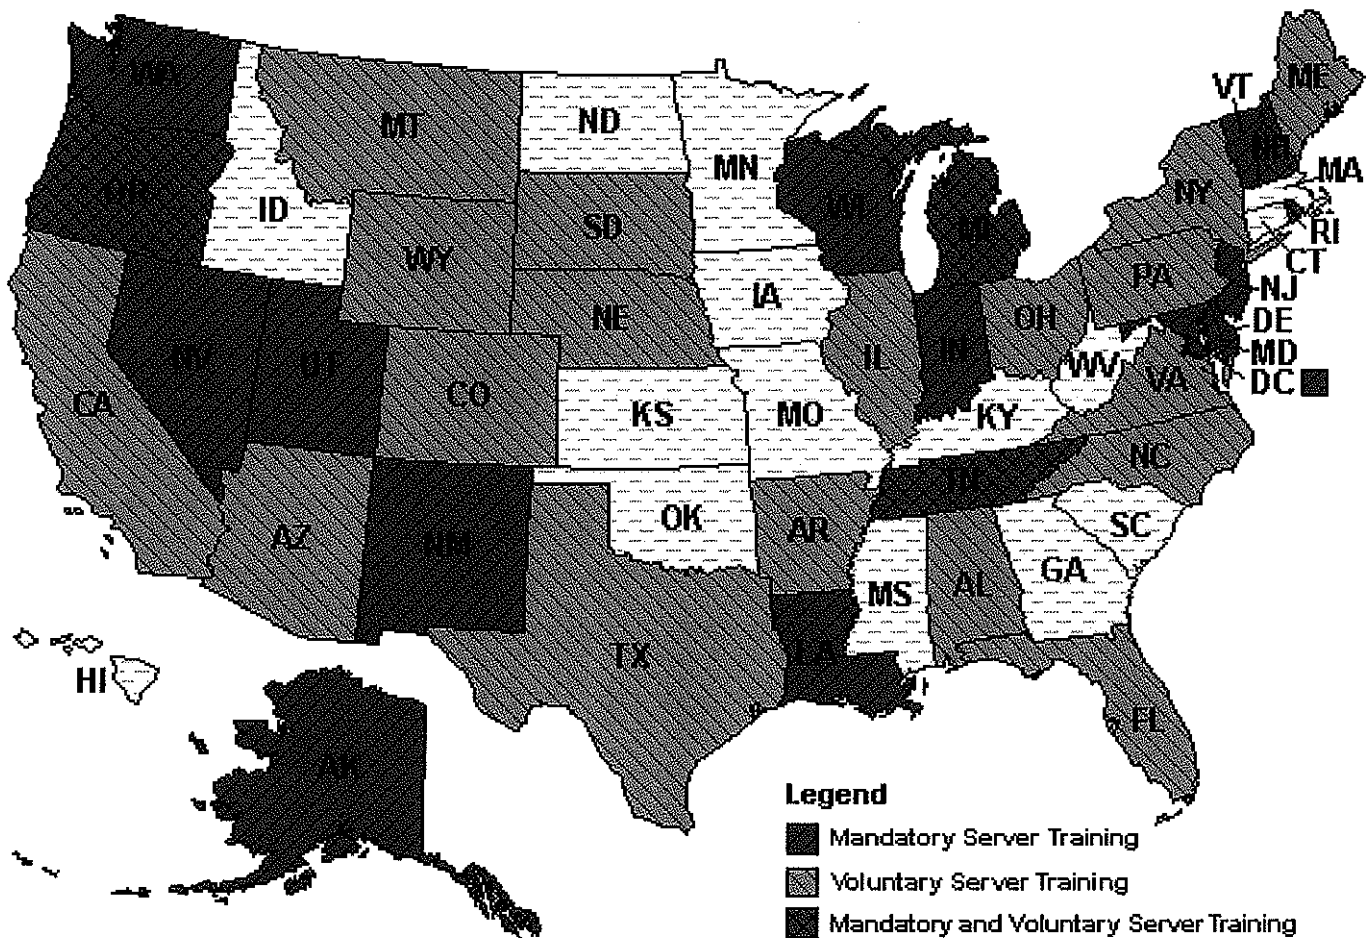 WA
MT
ND
MN
VT
ME
NH
MA
OR
ID
SD
WI
MI
NY
RI
WY
CT
IA
PA
NJ
NE
OH
DE
NV
UT
IL
IN
MD
WV
VA
DC
CA
CO
KS
MO
KY
NC
TN
AZ
NM
OK
AR
SC
GA
AL
MS
TX
LA
HI
FL
AK
Legend
Mandatory Server Training
Voluntary Server Training
Mandatory and Voluntary Server Training